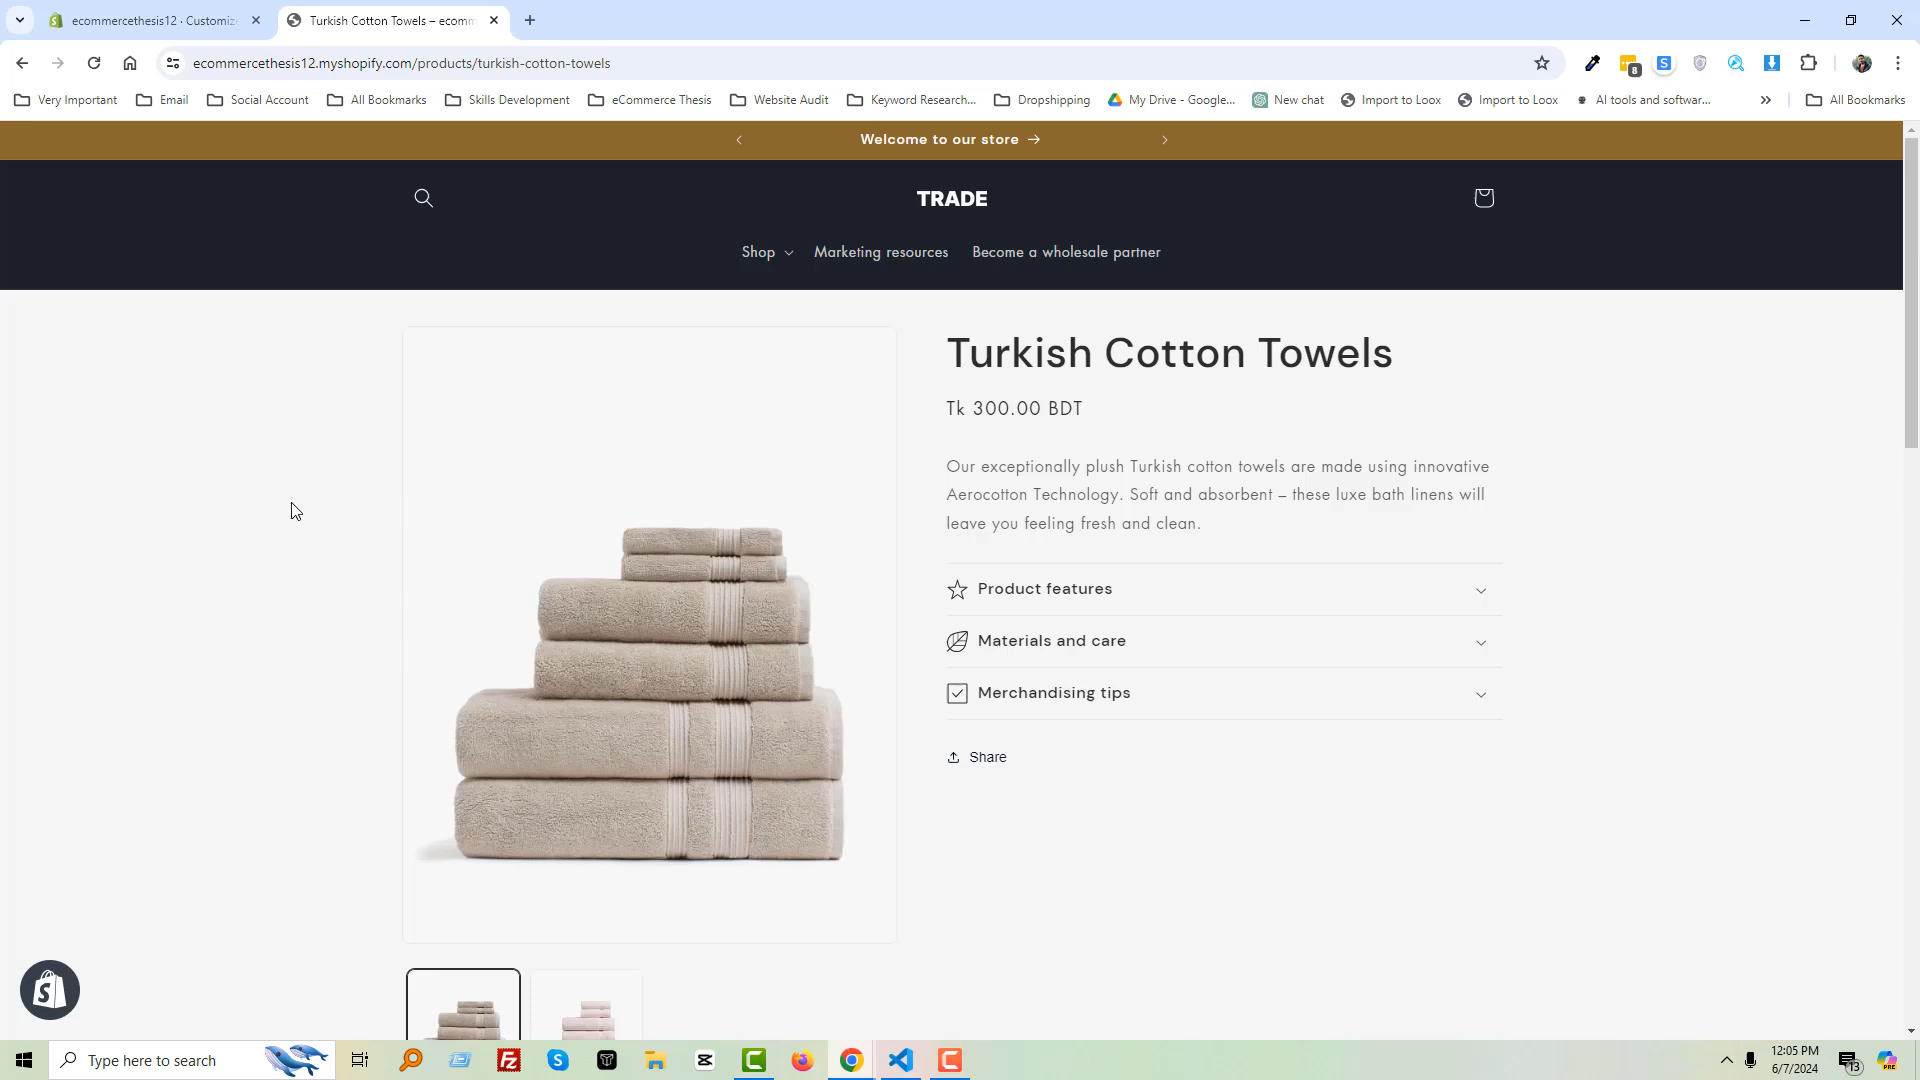 ecommercethesis12 · Customize
Turkish Cotton Towels – ecomm
ecommercethesis12.myshopify.com/products/turkish-cotton-towels
8
S
Very Important
Email
Social Account
All Bookmarks
Skills Development
eCommerce Thesis
Website Audit
Keyword Research...
Dropshipping
My Drive - Google...
New chat
Import to Loox
Import to Loox
AI tools and softwar...
All Bookmarks
Welcome to our store →
TRADE
Shop
Marketing resources
Become a wholesale partner
Turkish Cotton Towels
Tk 300.00 BDT
Our exceptionally plush Turkish cotton towels are made using innovative
Aerocotton Technology. Soft and absorbent – these luxe bath linens will
leave you feeling fresh and clean.
Product features
Materials and care
Merchandising tips
Share
Type here to search
12:05 PM
6/7/2024
13
PRE